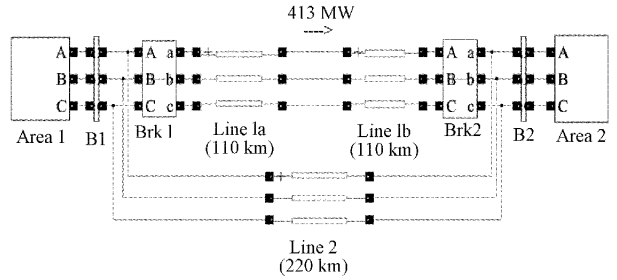 413 MW
A A a A a A
B B b B b B
C C c C c C
Area 1 B1 Brk 1 Line 1a Line 1b Brk2 B2 Area 2
(110 km) (110 km)
Line 2
(220 km)